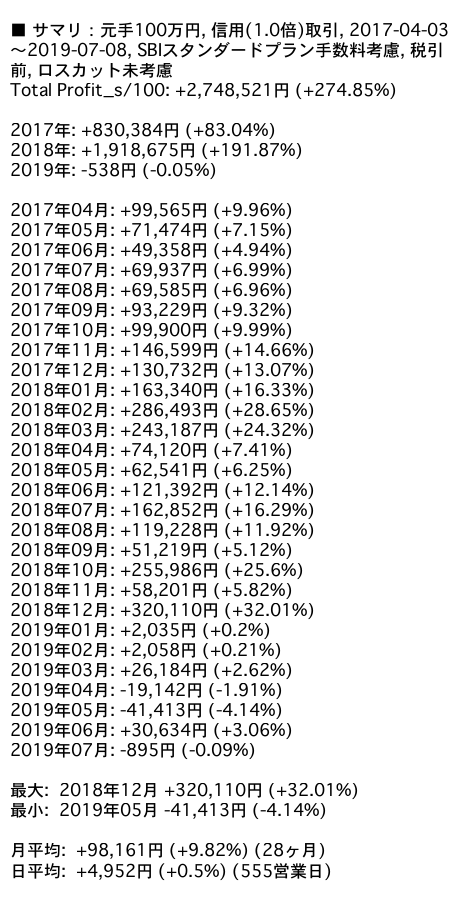 ■ サマリ：元手100万円, 信用(1.0倍)取引, 2017-04-03
〜2019-07-08, SBIスタンダードプラン手数料考慮, 税引
前, ロスカット未考慮
Total Profit_s/100: +2,748,521円 (+274.85%)
2017年: +830,384円 (+83.04%)
2018年: +1,918,675円 (+191.87%)
2019年: -538円 (-0.05%)
2017年04月: +99,565円 (+9.96%)
2017年05月: +71,474円 (+7.15%)
2017年06月: +49,358円 (+4.94%)
2017年07月: +69,937円 (+6.99%)
2017年08月: +69,585円 (+6.96%)
2017年09月: +93,229円 (+9.32%)
2017年10月: +99,900円 (+9.99%)
2017年11月: +146,599円 (+14.66%)
2017年12月: +130,732円 (+13.07%)
2018年01月: +163,340円 (+16.33%)
2018年02月: +286,493円 (+28.65%)
2018年03月: +243,187円 (+24.32%)
2018年04月: +74,120円 (+7.41%)
2018年05月: +62,541円 (+6.25%)
2018年06月: +121,392円 (+12.14%)
2018年07月: +162,852円 (+16.29%)
2018年08月: +119,228円 (+11.92%)
2018年09月: +51,219円 (+5.12%)
2018年10月: +255,986円 (+25.6%)
2018年11月: +58,201円 (+5.82%)
2018年12月: +320,110円 (+32.01%)
2019年01月: +2,035円 (+0.2%)
2019年02月: +2,058円 (+0.21%)
2019年03月: +26,184円 (+2.62%)
2019年04月: -19,142円 (-1.91%)
2019年05月: -41,413円 (-4.14%)
2019年06月: +30,634円 (+3.06%)
2019年07月: -895円 (-0.09%)
最大: 2018年12月 +320,110円 (+32.01%)
最小: 2019年05月 -41,413円 (-4.14%)
月平均: +98,161円 (+9.82%) (28ヶ月)
日平均: +4,952円 (+0.5%) (555営業日)